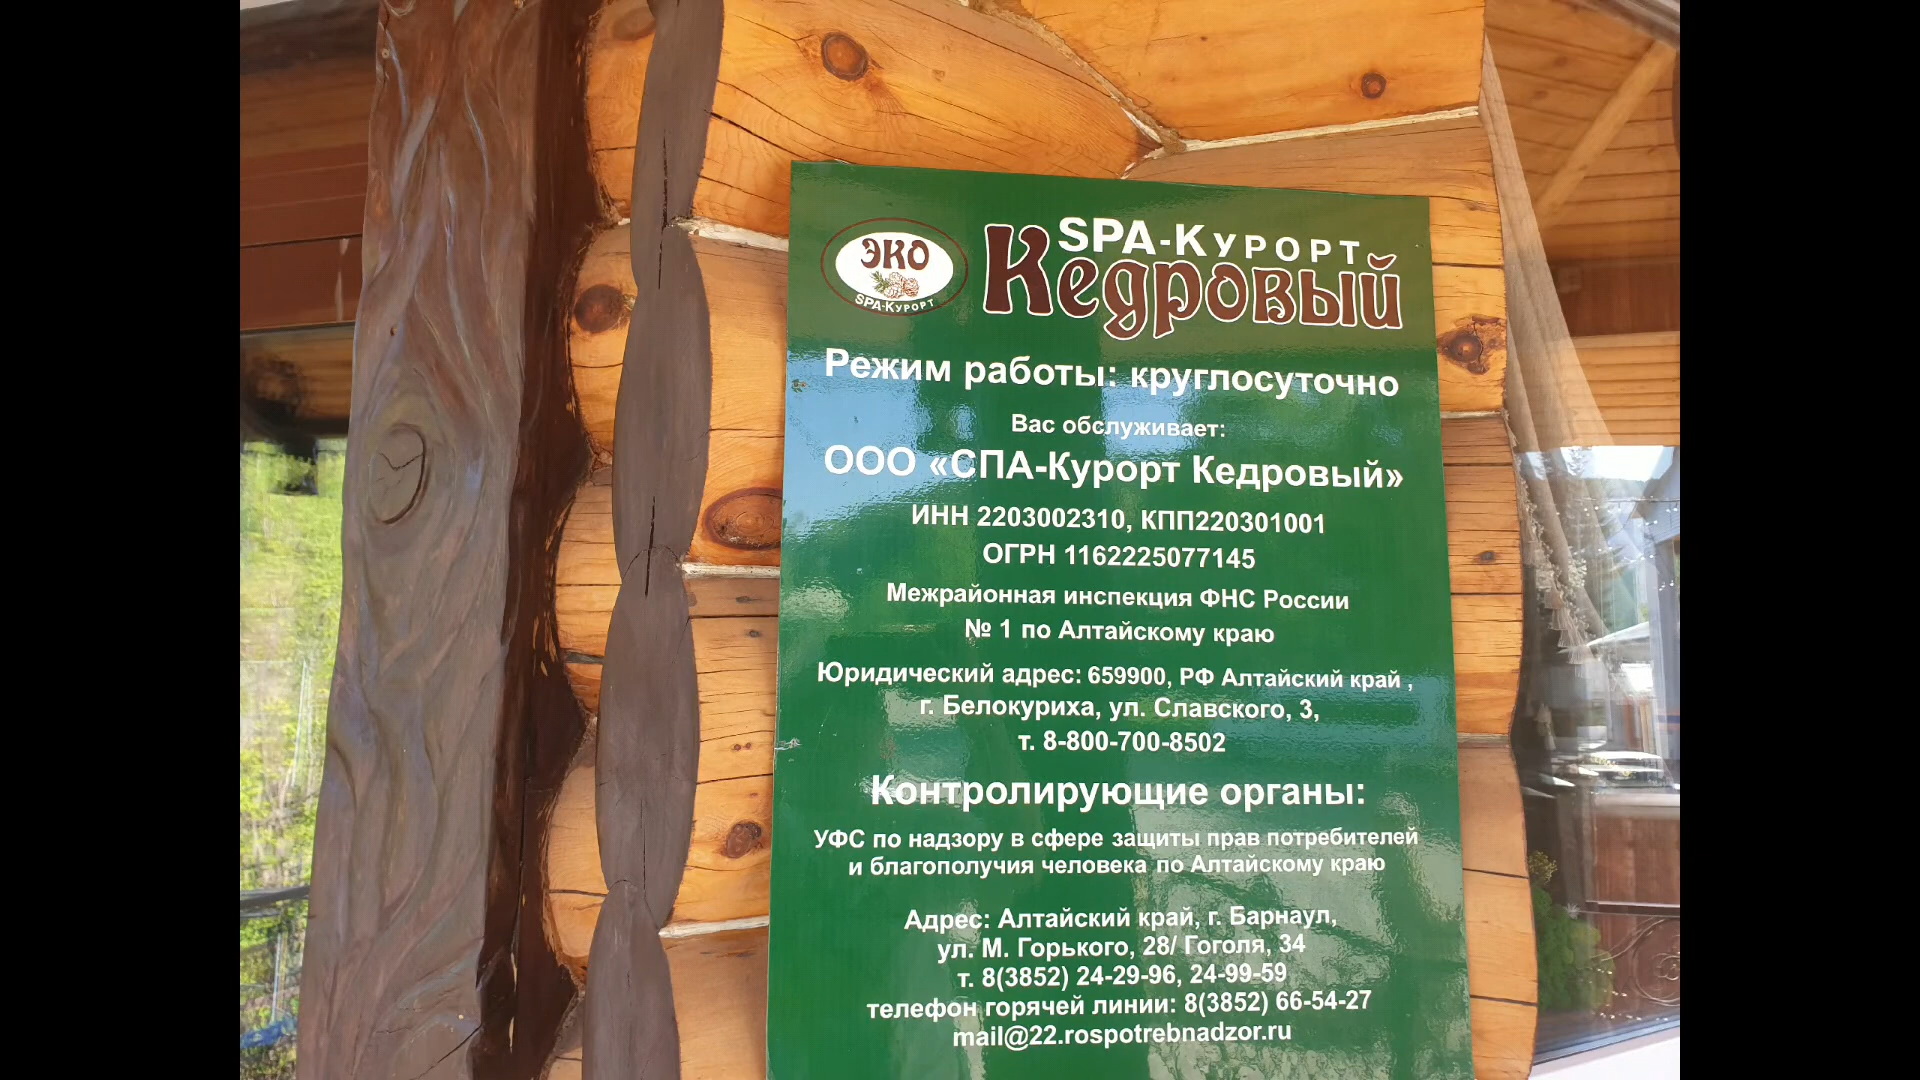 ЭКО
SPA-КУРОРТ
SPA-КУРОРТ
Кедровый
Режим работы: круглосуточно
Вас обслуживает:
ООО «СПА-Курорт Кедровый»
ИНН 2203002310, КПП220301001
ОГРН 1162225077145
Межрайонная инспекция ФНС России
№ 1 по Алтайскому краю
Юридический адрес: 659900, РФ Алтайский край ,
г. Белокуриха, ул. Славского, 3,
т. 8-800-700-8502
Контролирующие органы:
УФС по надзору в сфере защиты прав потребителей
и благополучия человека по Алтайскому краю
Адрес: Алтайский край, г. Барнаул,
ул. М. Горького, 28/ Гоголя, 34
т. 8(3852) 24-29-96, 24-99-59
телефон горячей линии: 8(3852) 66-54-27
mail@22.rospotrebnadzor.ru